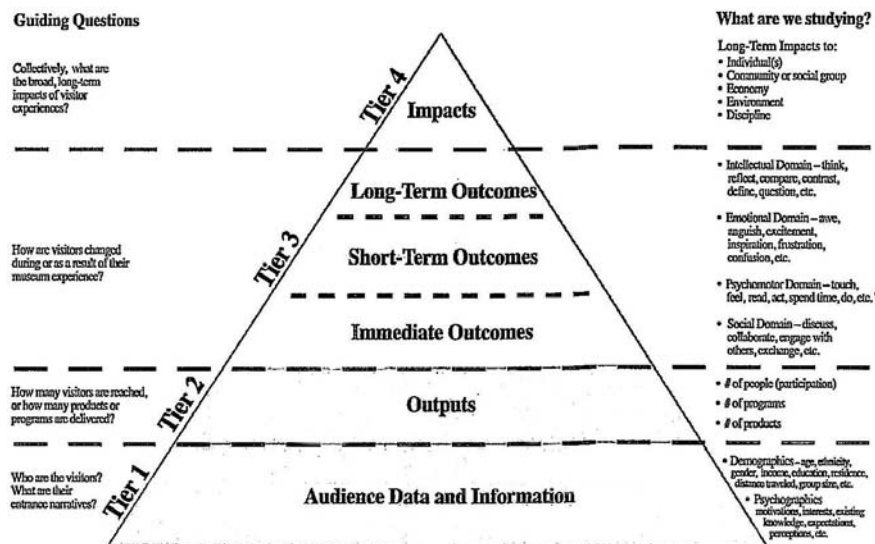 Guiding Questions
Collectively, what are
the broad, long-term
impacts of visitor
experiences?
How are visitors changed
during or as a result of their
museum experience?
How many visitors are reached,
or how many products or
programs are delivered?
Who are the visitors?
What are their
entrance narratives?
Tier 4
Impacts
Tier 3
Long-Term Outcomes
Short-Term Outcomes
Immediate Outcomes
Tier 2
Outputs
Tier 1
Audience Data and Information
What are we studying?
Long-Term Impacts to:
• Individual(s)
• Community or social group
• Economy
• Environment
• Discipline
• Intellectual Domain – think,
reflect, compare, contrast,
define, question, etc.
• Emotional Domain – awe,
anguish, excitement,
inspiration, frustration,
confusion, etc.
• Psychomotor Domain – touch,
feel, read, act, spend time, do, etc.
• Social Domain – discuss,
collaborate, engage with
others, exchange, etc.
• # of people (participation)
• # of programs
• # of products
• Demographics – age, ethnicity,
gender, income, education, residence,
distance traveled, group size, etc.
• Psychographics
motivations, interests, existing
knowledge, expectations,
perceptions, etc.